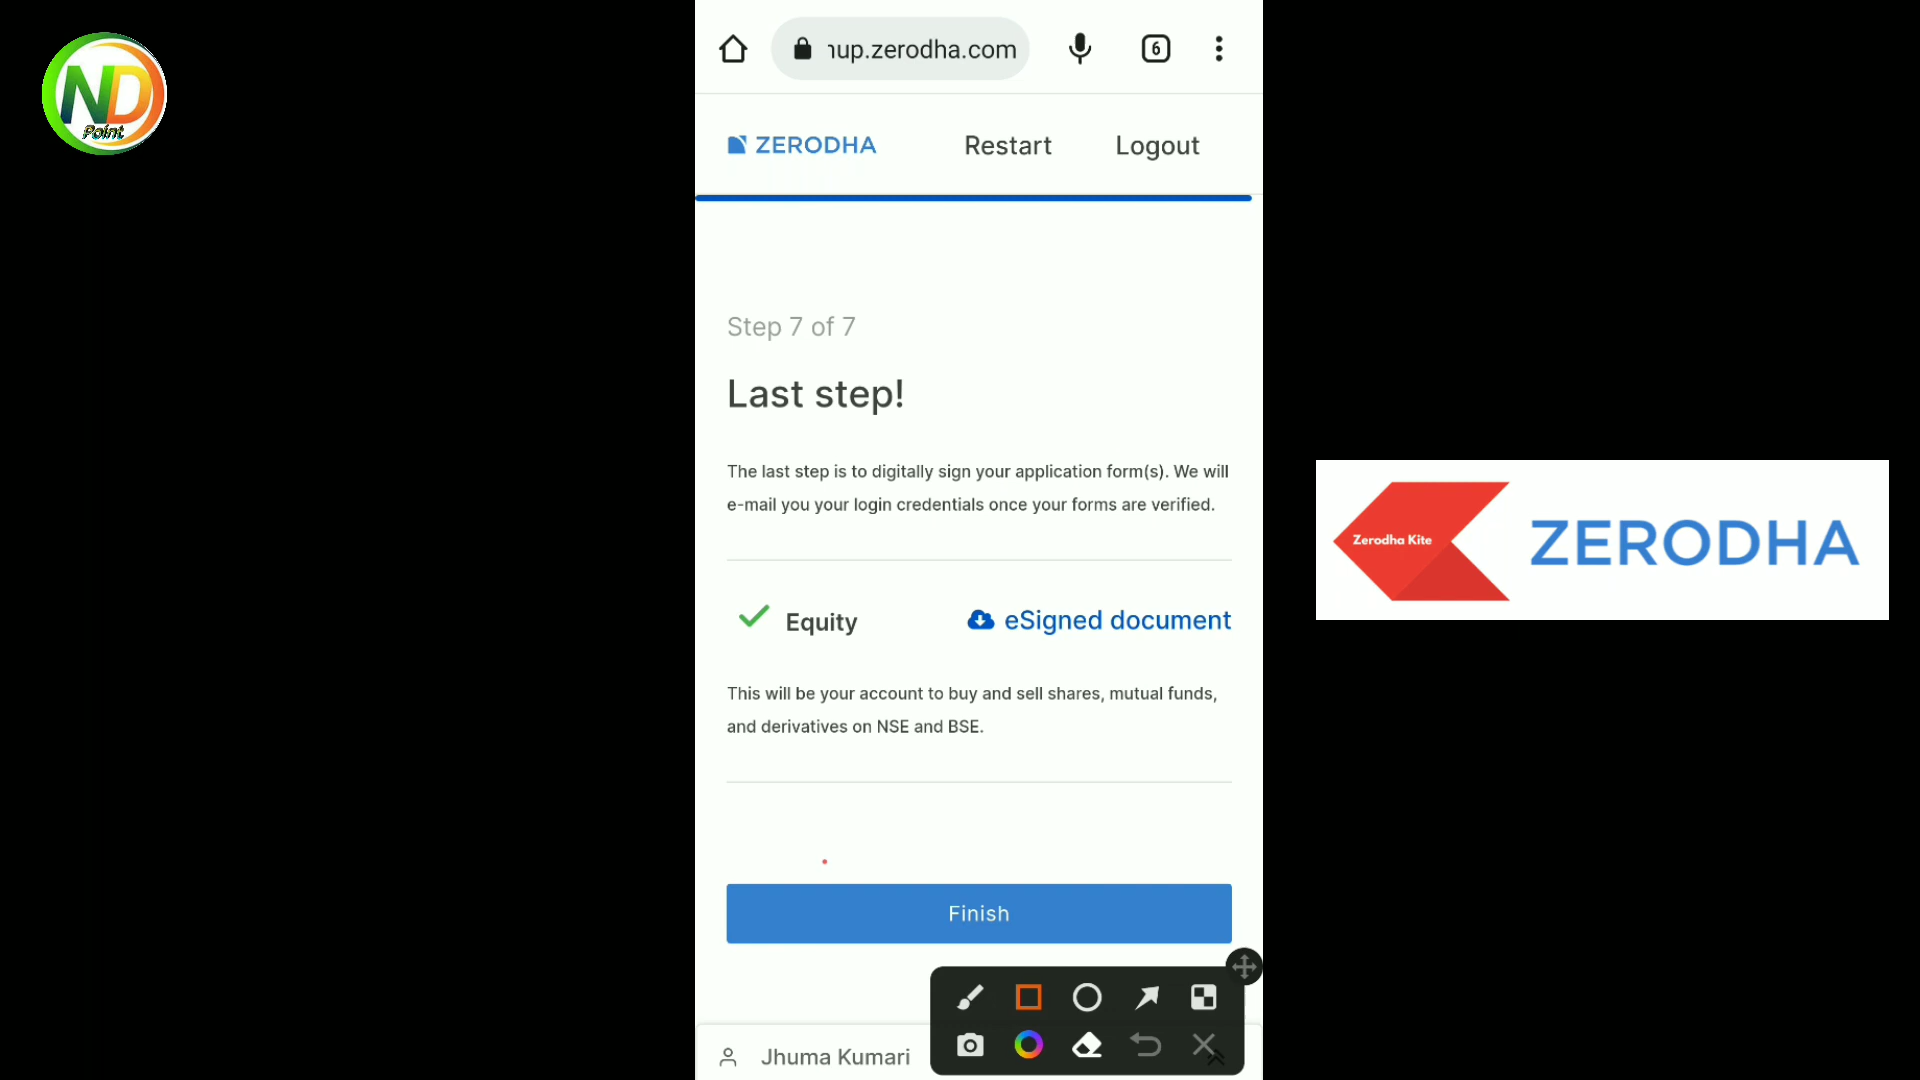 ND
Point
6
nup.zerodha.com
ZERODHA
Restart
Logout
Step 7 of 7
Last step!
The last step is to digitally sign your application form(s). We will
e-mail you your login credentials once your forms are verified.
Equity
eSigned document
This will be your account to buy and sell shares, mutual funds,
and derivatives on NSE and BSE.
Finish
Jhuma Kumari
Zerodha Kite
ZERODHA